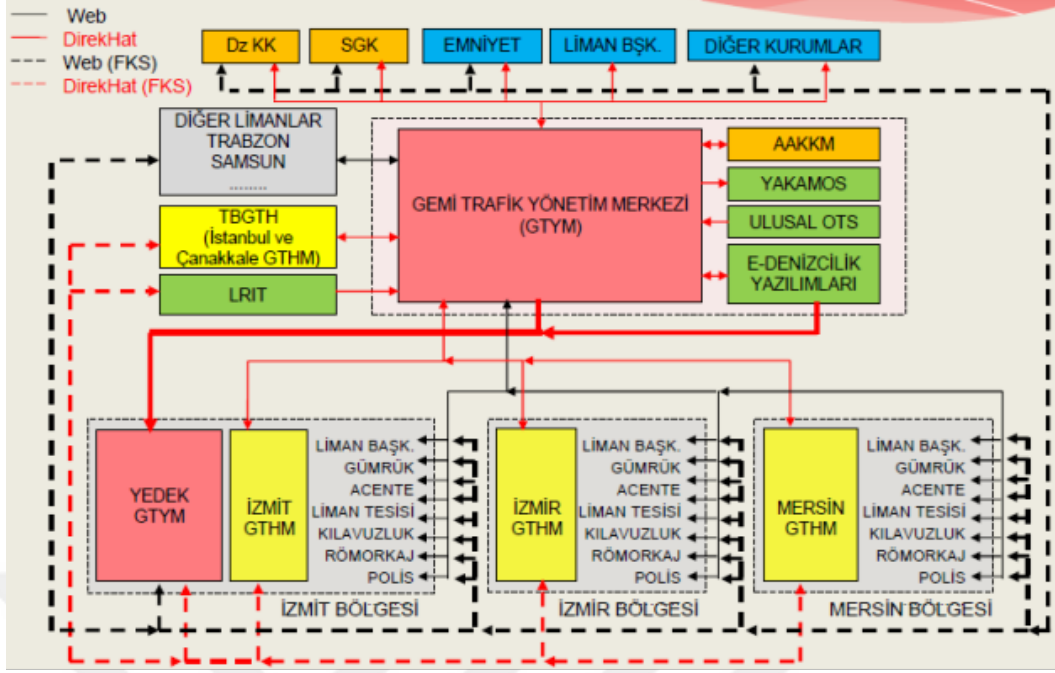 Web
DirekHat
Web (FKS)
DirekHat (FKS)
Dz KK
SGK
EMNİYET
LİMAN BŞK.
DİĞER KURUMLAR
DİĞER LİMANLAR
TRABZON
SAMSUN
........
TBGTH
(İstanbul ve
Çanakkale GTHM)
LRIT
GEMİ TRAFİK YÖNETİM MERKEZİ
(GTYM)
AAKKM
YAKAMOS
ULUSAL OTS
E-DENİZCİLİK
YAZILIMLARI
YEDEK
GTYM
İZMİT
GTHM
LİMAN BAŞK.
GÜMRÜK
ACENTE
LİMAN TESİSİ
KILAVUZLUK
RÖMORKAJ
POLİS
İZMİT BÖLGESİ
İZMİR
GTHM
LİMAN BAŞK.
GÜMRÜK
ACENTE
LİMAN TESİSİ
KILAVUZLUK
RÖMORKAJ
POLİS
İZMİR BÖLGESİ
MERSİN
GTHM
LİMAN BAŞK.
GÜMRÜK
ACENTE
LİMAN TESİSİ
KILAVUZLUK
RÖMORKAJ
POLİS
MERSİN BÖLGESİ